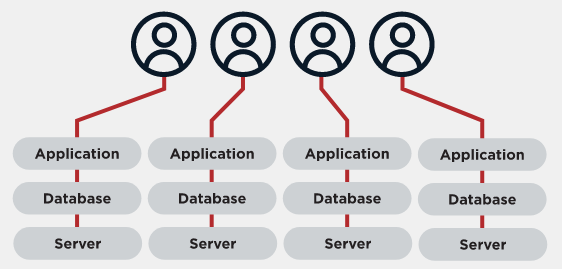 Application Application Application Application
Database Database Database Database
Server Server Server Server